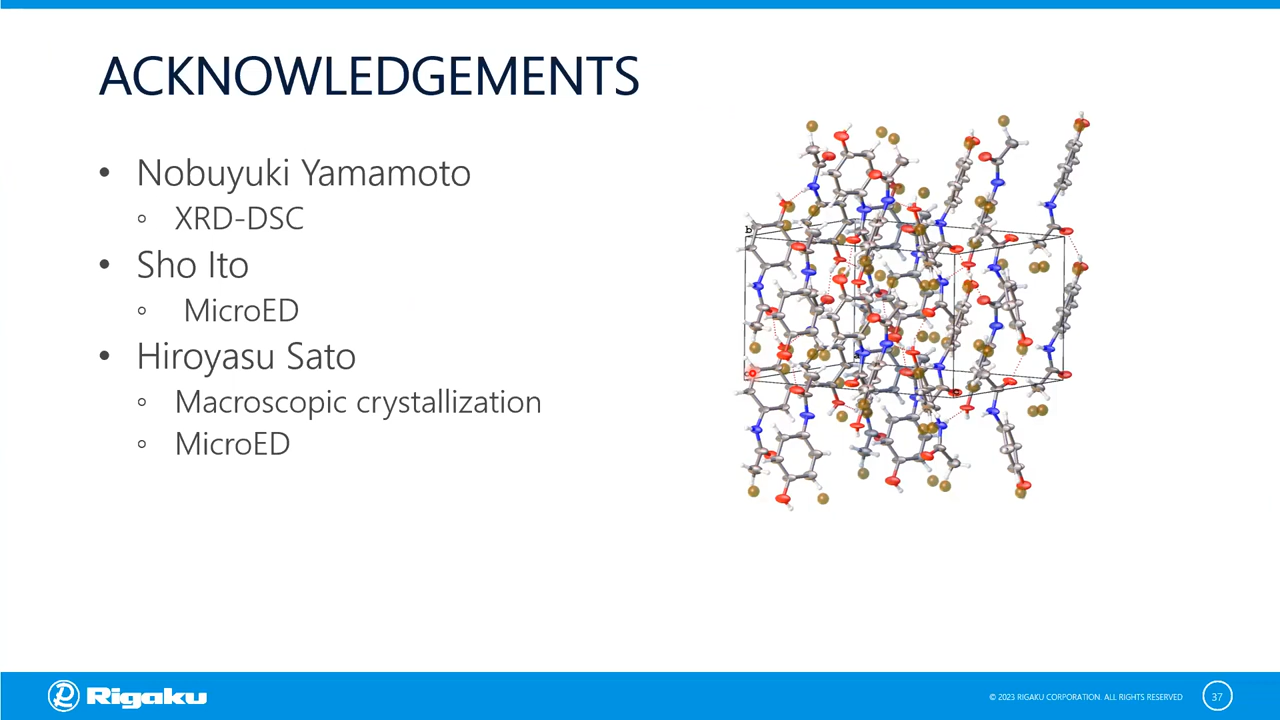 ACKNOWLEDGEMENTS
• Nobuyuki Yamamoto
◦ XRD-DSC
• Sho Ito
◦ MicroED
• Hiroyasu Sato
◦ Macroscopic crystallization
◦ MicroED
b
Rigaku
© 2023 RIGAKU CORPORATION. ALL RIGHTS RESERVED
37